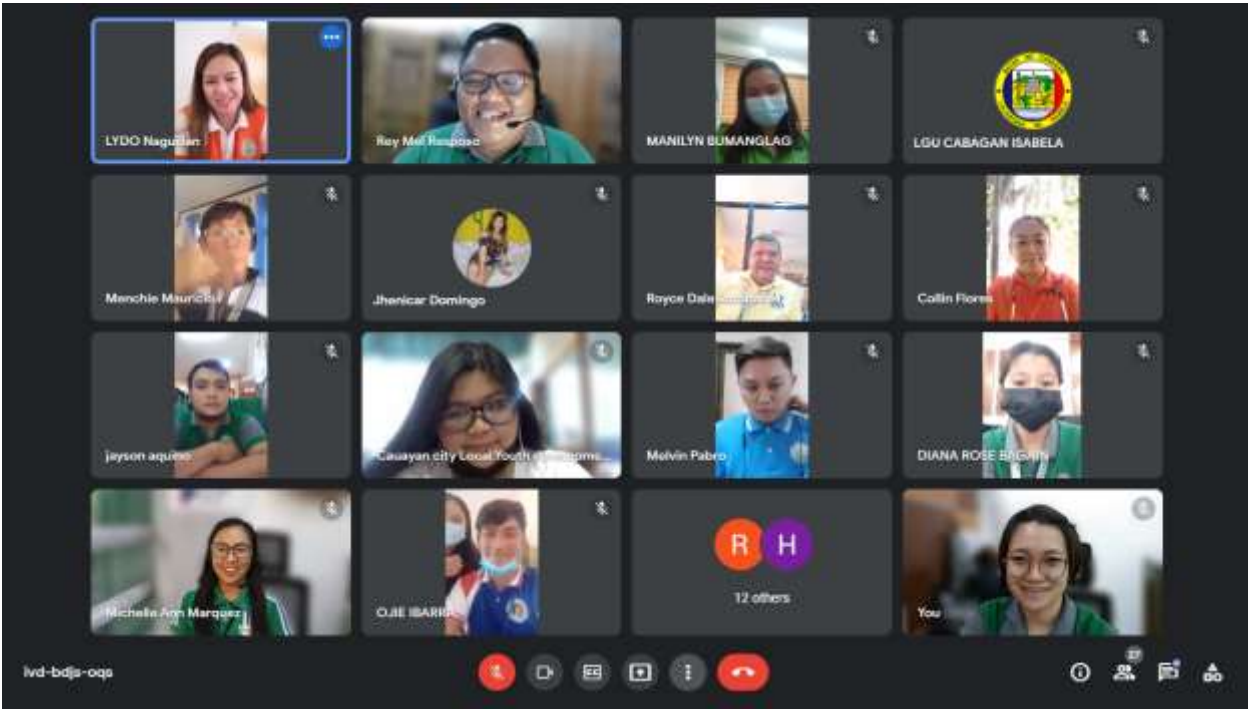 LYDO Naguilian
Rey Mel Resposo
MANILYN BUMANGLAG
LGU CABAGAN ISABELA
Menchie Mauricio
Jhenicar Domingo
Royce Dale
Collin Flores
jayson aquino
Cauayan city Local Youth
Melvin Pabro
DIANA ROSE BAGAIN
Michelle Ann Marquez
OJIE IBARRA
R H
12 others
You
lvd-bdjs-oqs
27